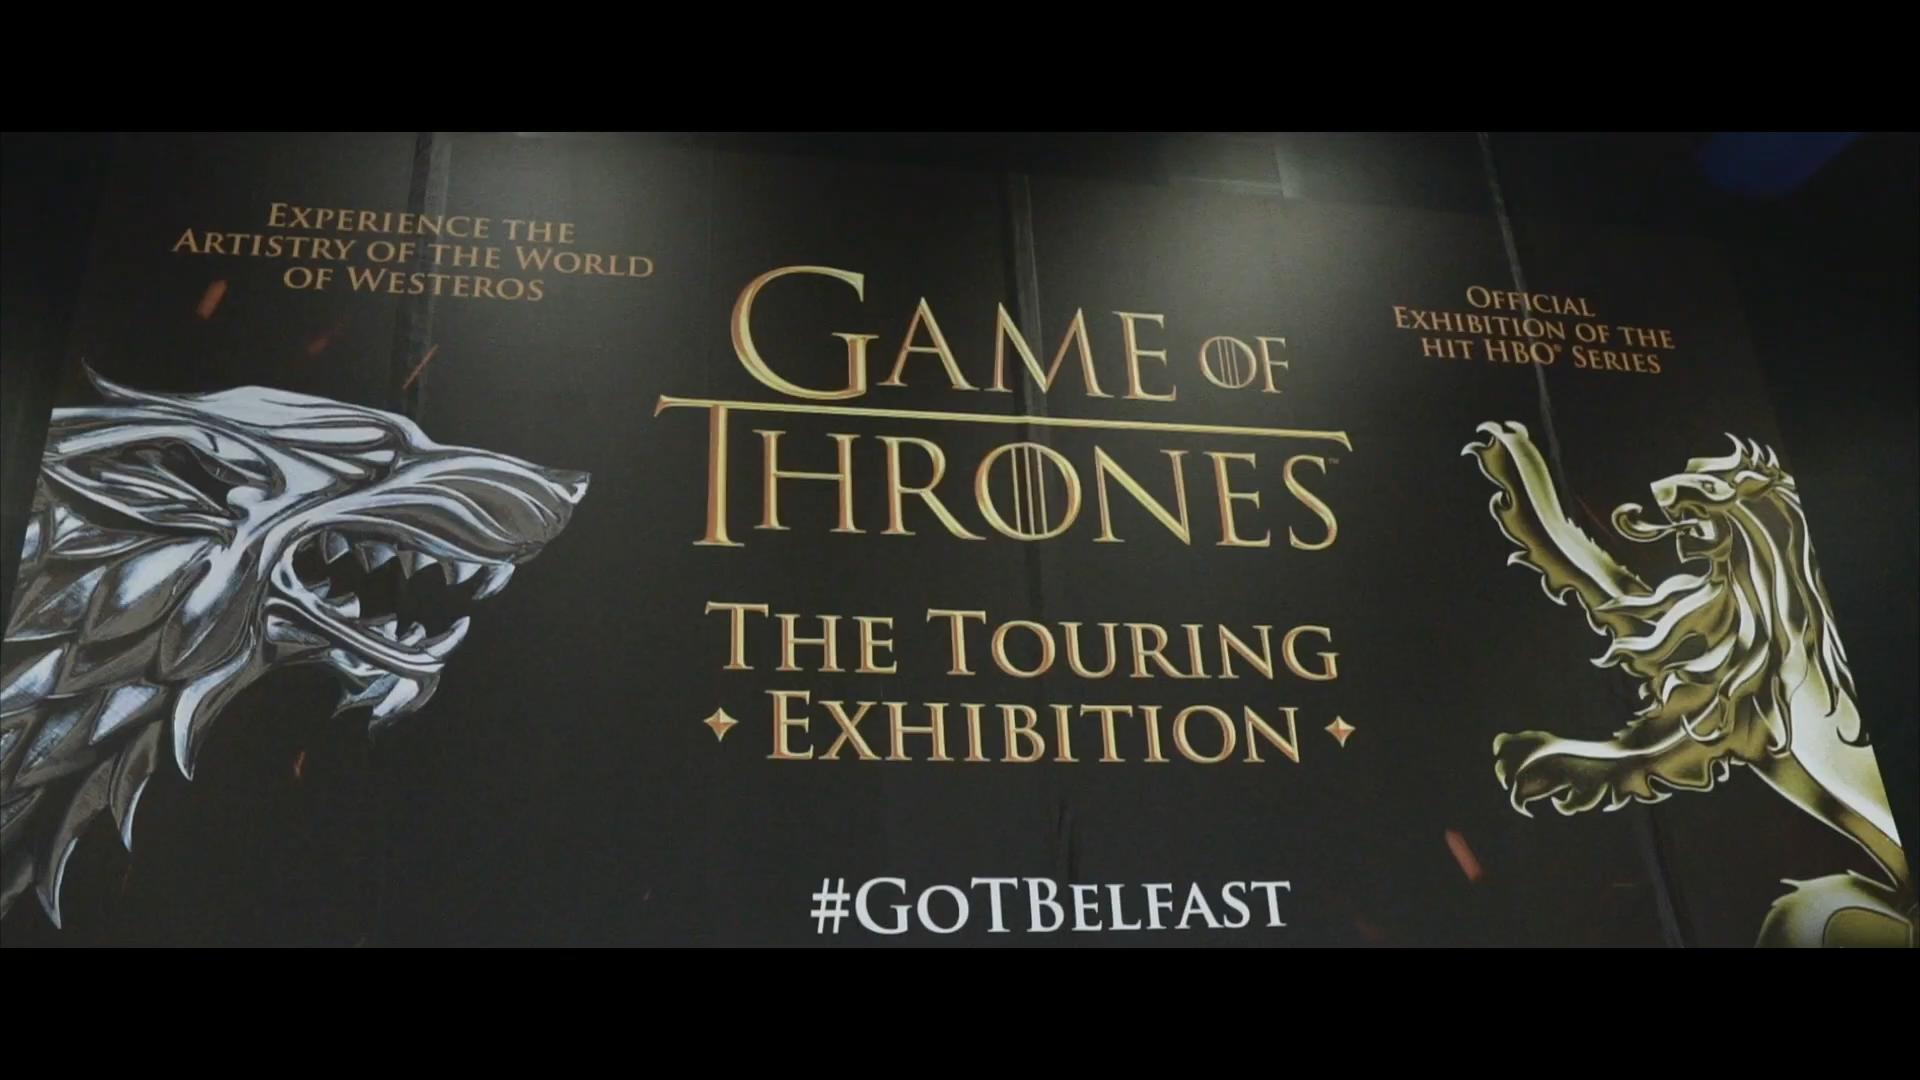 EXPERIENCE THE
ARTISTRY OF THE WORLD
OF WESTEROS
GAME OF
THRONES™
THE TOURING
EXHIBITION
#GOTBELFAST
OFFICIAL
EXHIBITION OF THE
HIT HBO® SERIES